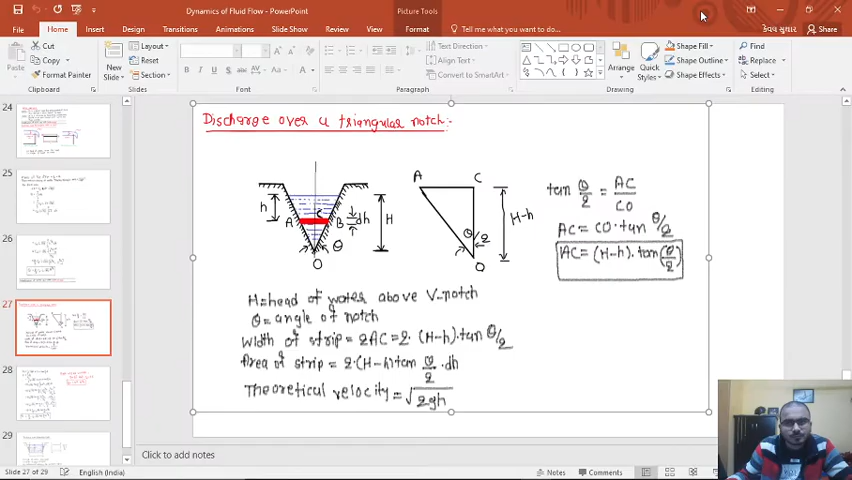 Dynamics of Fluid Flow - PowerPoint
Picture Tools
File
Home
Insert
Design
Transitions
Animations
Slide Show
Review
View
Format
Tell me what you want to do...
કેવલ સુથાર
Share
Cut
Copy
Format Painter
Paste
Clipboard
New
Slide
Layout
Reset
Section
Slides
B I U S
Font
Paragraph
Text Direction
Align Text
Convert to SmartArt
Arrange
Quick
Styles
Shape Fill
Shape Outline
Shape Effects
Drawing
Find
Replace
Select
Editing
24
25
26
27
28
29
Discharge over a triangular notch:-
h
A
C
B
dh
H
θ
O
A
C
H-h
θ/2
O
tan θ/2 = AC/CO
AC = CO·tan θ/2
AC = (H-h)·tan(θ/2)
H=head of water above V-notch
θ=angle of notch
Width of strip = 2AC = 2·(H-h)·tan θ/2
Area of strip = 2·(H-h)tan θ/2 ·dh
Theoretical velocity = √2gh
Click to add notes
Slide 27 of 29
English (India)
Notes
Comments